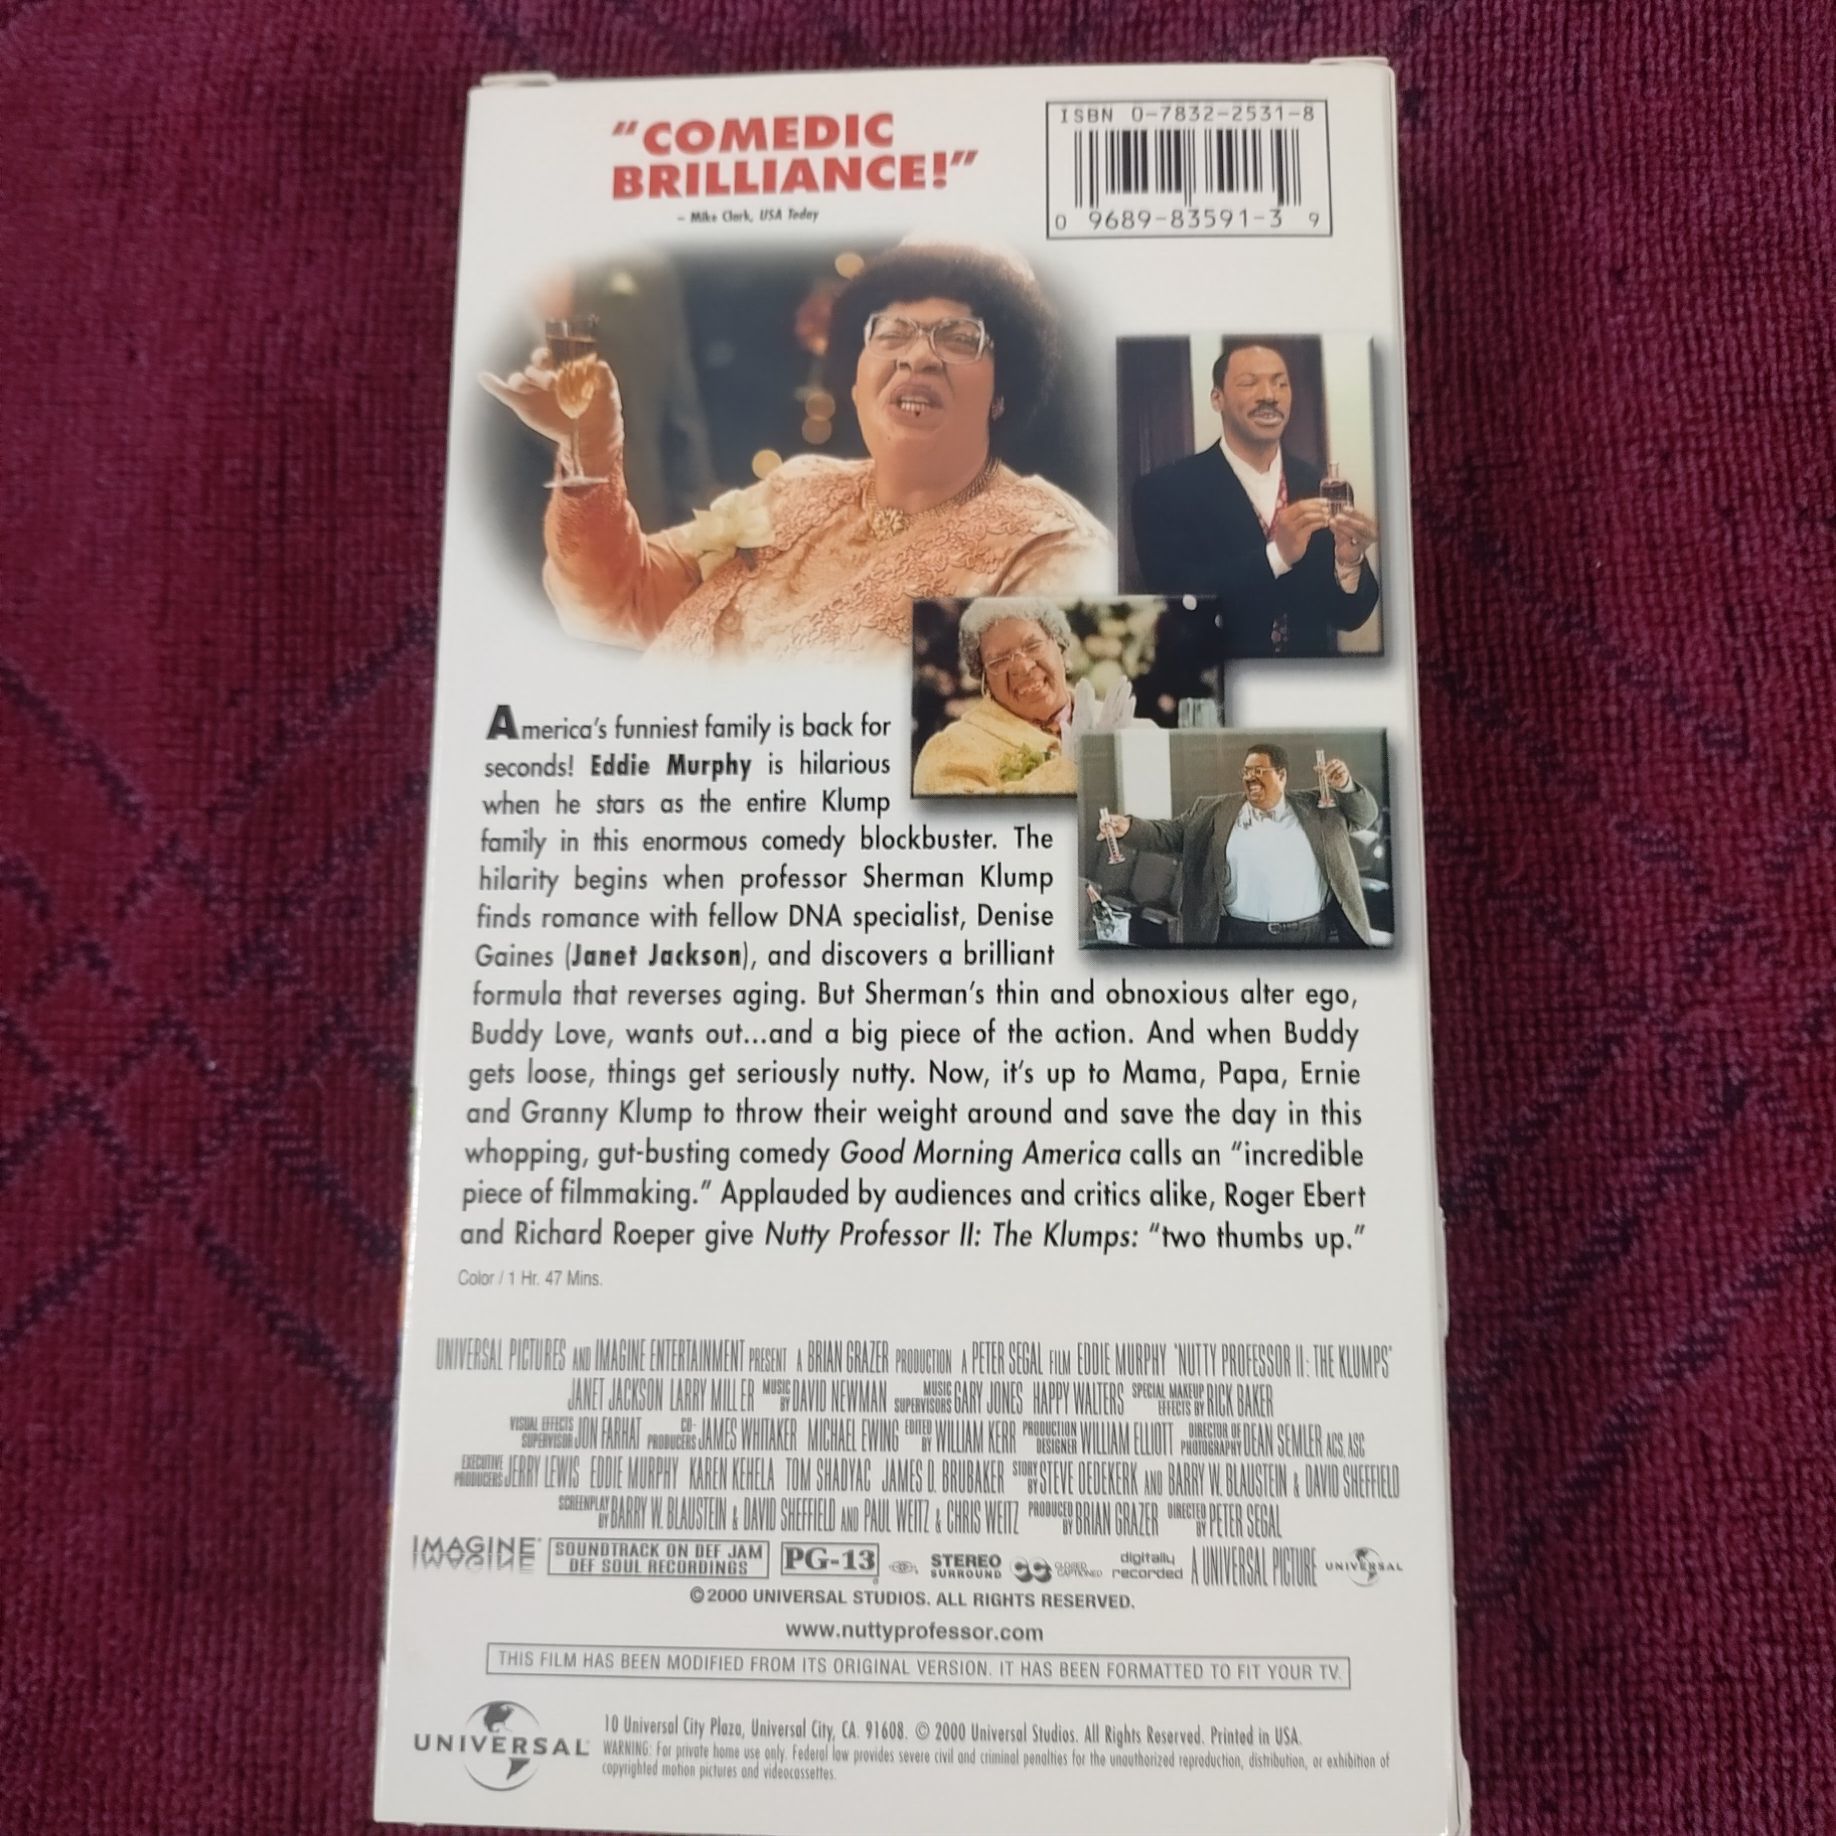 "COMEDIC
BRILLIANCE!"
- Mike Clark, USA Today
ISBN 0-7832-2531-8
0 9689-83591-3 9
America's funniest family is back for
seconds! Eddie Murphy is hilarious
when he stars as the entire Klump
family in this enormous comedy blockbuster. The
hilarity begins when professor Sherman Klump
finds romance with fellow DNA specialist, Denise
Gaines (Janet Jackson), and discovers a brilliant
formula that reverses aging. But Sherman's thin and obnoxious alter ego,
Buddy Love, wants out...and a big piece of the action. And when Buddy
gets loose, things get seriously nutty. Now, it's up to Mama, Papa, Ernie
and Granny Klump to throw their weight around and save the day in this
whopping, gut-busting comedy Good Morning America calls an "incredible
piece of filmmaking." Applauded by audiences and critics alike, Roger Ebert
and Richard Roeper give Nutty Professor II: The Klumps: "two thumbs up."
Color / 1 Hr. 47 Mins.
UNIVERSAL PICTURES AND IMAGINE ENTERTAINMENT PRESENT A BRIAN GRAZER PRODUCTION A PETER SEGAL FILM EDDIE MURPHY "NUTTY PROFESSOR II: THE KLUMPS"
JANET JACKSON LARRY MILLER MUSIC BY DAVID NEWMAN MUSIC SUPERVISORS GARY JONES HAPPY WALTERS SPECIAL MAKEUP EFFECTS BY RICK BAKER
VISUAL EFFECTS SUPERVISOR JON FARHAT CO-PRODUCERS JAMES WHITAKER MICHAEL EWING EDITED BY WILLIAM KERR PRODUCTION DESIGNER WILLIAM ELLIOTT DIRECTOR OF PHOTOGRAPHY DEAN SEMLER ACS, ASC
EXECUTIVE PRODUCERS JERRY LEWIS EDDIE MURPHY KAREN KEHELA TOM SHADYAC JAMES D. BRUBAKER STORY BY STEVE OEDEKERK AND BARRY W. BLAUSTEIN & DAVID SHEFFIELD
SCREENPLAY BY BARRY W. BLAUSTEIN & DAVID SHEFFIELD AND PAUL WEITZ & CHRIS WEITZ PRODUCED BY BRIAN GRAZER DIRECTED BY PETER SEGAL
IMAGINE SOUNDTRACK ON DEF JAM DEF SOUL RECORDINGS PG-13 STEREO SURROUND CLOSED CAPTIONED digitally recorded A UNIVERSAL PICTURE UNIVERSAL
©2000 UNIVERSAL STUDIOS. ALL RIGHTS RESERVED.
www.nuttyprofessor.com
THIS FILM HAS BEEN MODIFIED FROM ITS ORIGINAL VERSION. IT HAS BEEN FORMATTED TO FIT YOUR TV.
UNIVERSAL
10 Universal City Plaza, Universal City, CA. 91608. © 2000 Universal Studios. All Rights Reserved. Printed in USA.
WARNING: For private home use only. Federal law provides severe civil and criminal penalties for the unauthorized reproduction, distribution, or exhibition of
copyrighted motion pictures and videocassettes.